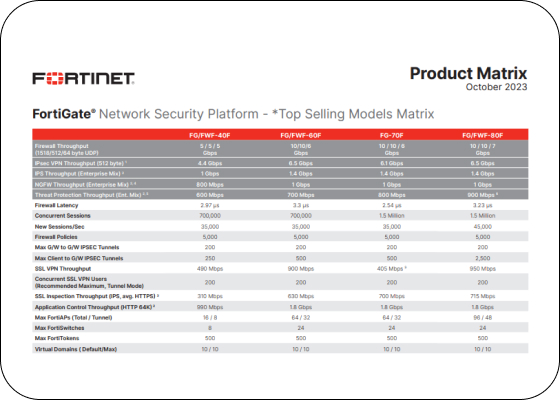 FORTINET
Product Matrix
October 2023
FortiGate® Network Security Platform - *Top Selling Models Matrix
FG/FWF-40F FG/FWF-60F FG-70F FG/FWF-80F
Firewall Throughput (1518/512/64 byte UDP) 5 / 5 / 5 Gbps 10/10/6 Gbps 10 / 10 / 6 Gbps 10 / 10 / 7 Gbps
IPsec VPN Throughput (512 byte) ¹ 4.4 Gbps 6.5 Gbps 6.1 Gbps 6.5 Gbps
IPS Throughput (Enterprise Mix) ² 1 Gbps 1.4 Gbps 1.4 Gbps 1.4 Gbps
NGFW Throughput (Enterprise Mix) ²˒ ⁴ 800 Mbps 1 Gbps 1 Gbps 1 Gbps
Threat Protection Throughput (Ent. Mix) 600 Mbps 700 Mbps 800 Mbps 900 Mbps
Firewall Latency 2.97 μs 3.3 μs 2.54 μs 3.23 μs
Concurrent Sessions 700,000 700,000 1.5 Million 1.5 Million
New Sessions/Sec 35,000 35,000 35,000 45,000
Firewall Policies 5,000 5,000 5,000 5,000
Max G/W to G/W IPSEC Tunnels 200 200 200 200
Max Client to G/W IPSEC Tunnels 250 500 500 2,500
SSL VPN Throughput 490 Mbps 900 Mbps 405 Mbps 950 Mbps
Concurrent SSL VPN Users (Recommended Maximum, Tunnel Mode) 200 200 200 200
SSL Inspection Throughput (IPS, avg. HTTPS) ³ 310 Mbps 630 Mbps 700 Mbps 715 Mbps
Application Control Throughput (HTTP 64K) ² 990 Mbps 1.8 Gbps 1.8 Gbps 1.8 Gbps
Max FortiAPs (Total / Tunnel) 16 / 8 64 / 32 64 / 32 96 / 48
Max FortiSwitches 8 24 24 24
Max FortiTokens 500 500 500 500
Virtual Domains ( Default/Max) 10 / 10 10 / 10 10 / 10 10 / 10